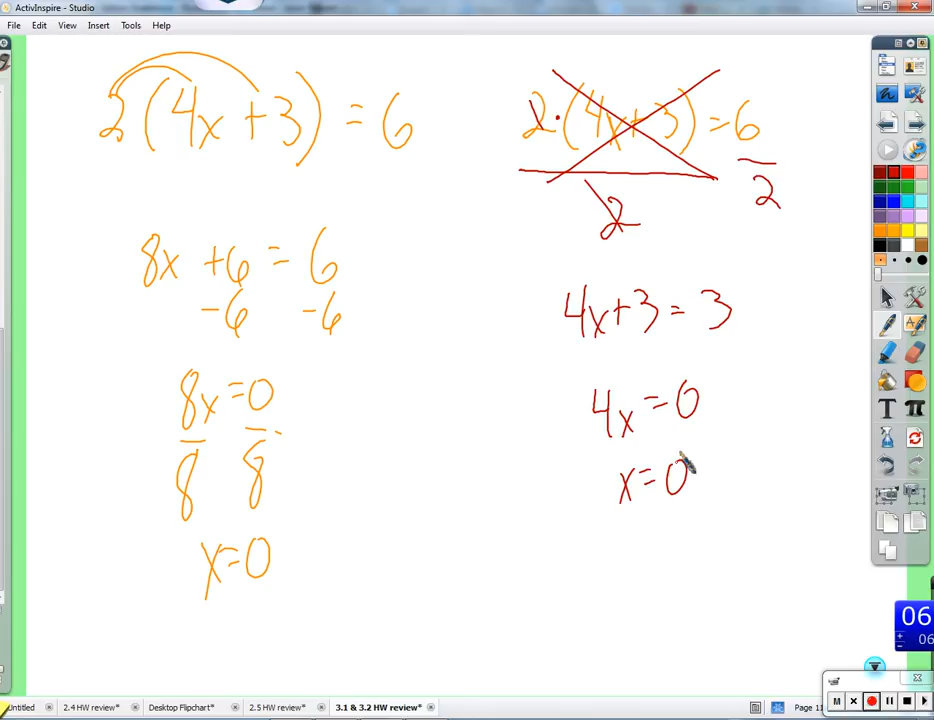 ActivInspire - Studio
File Edit View Insert Tools Help
2(4x+3) = 6
8x +6 = 6
-6 -6
8x=0
8 8
x=0
2·(4x+3) = 6
2 2
4x+3 = 3
4x = 0
x = 0
T π
06
+ 06
-
M
Untitled 2.4 HW review* Desktop Flipchart* 2.5 HW review* 3.1 & 3.2 HW review* Page 11